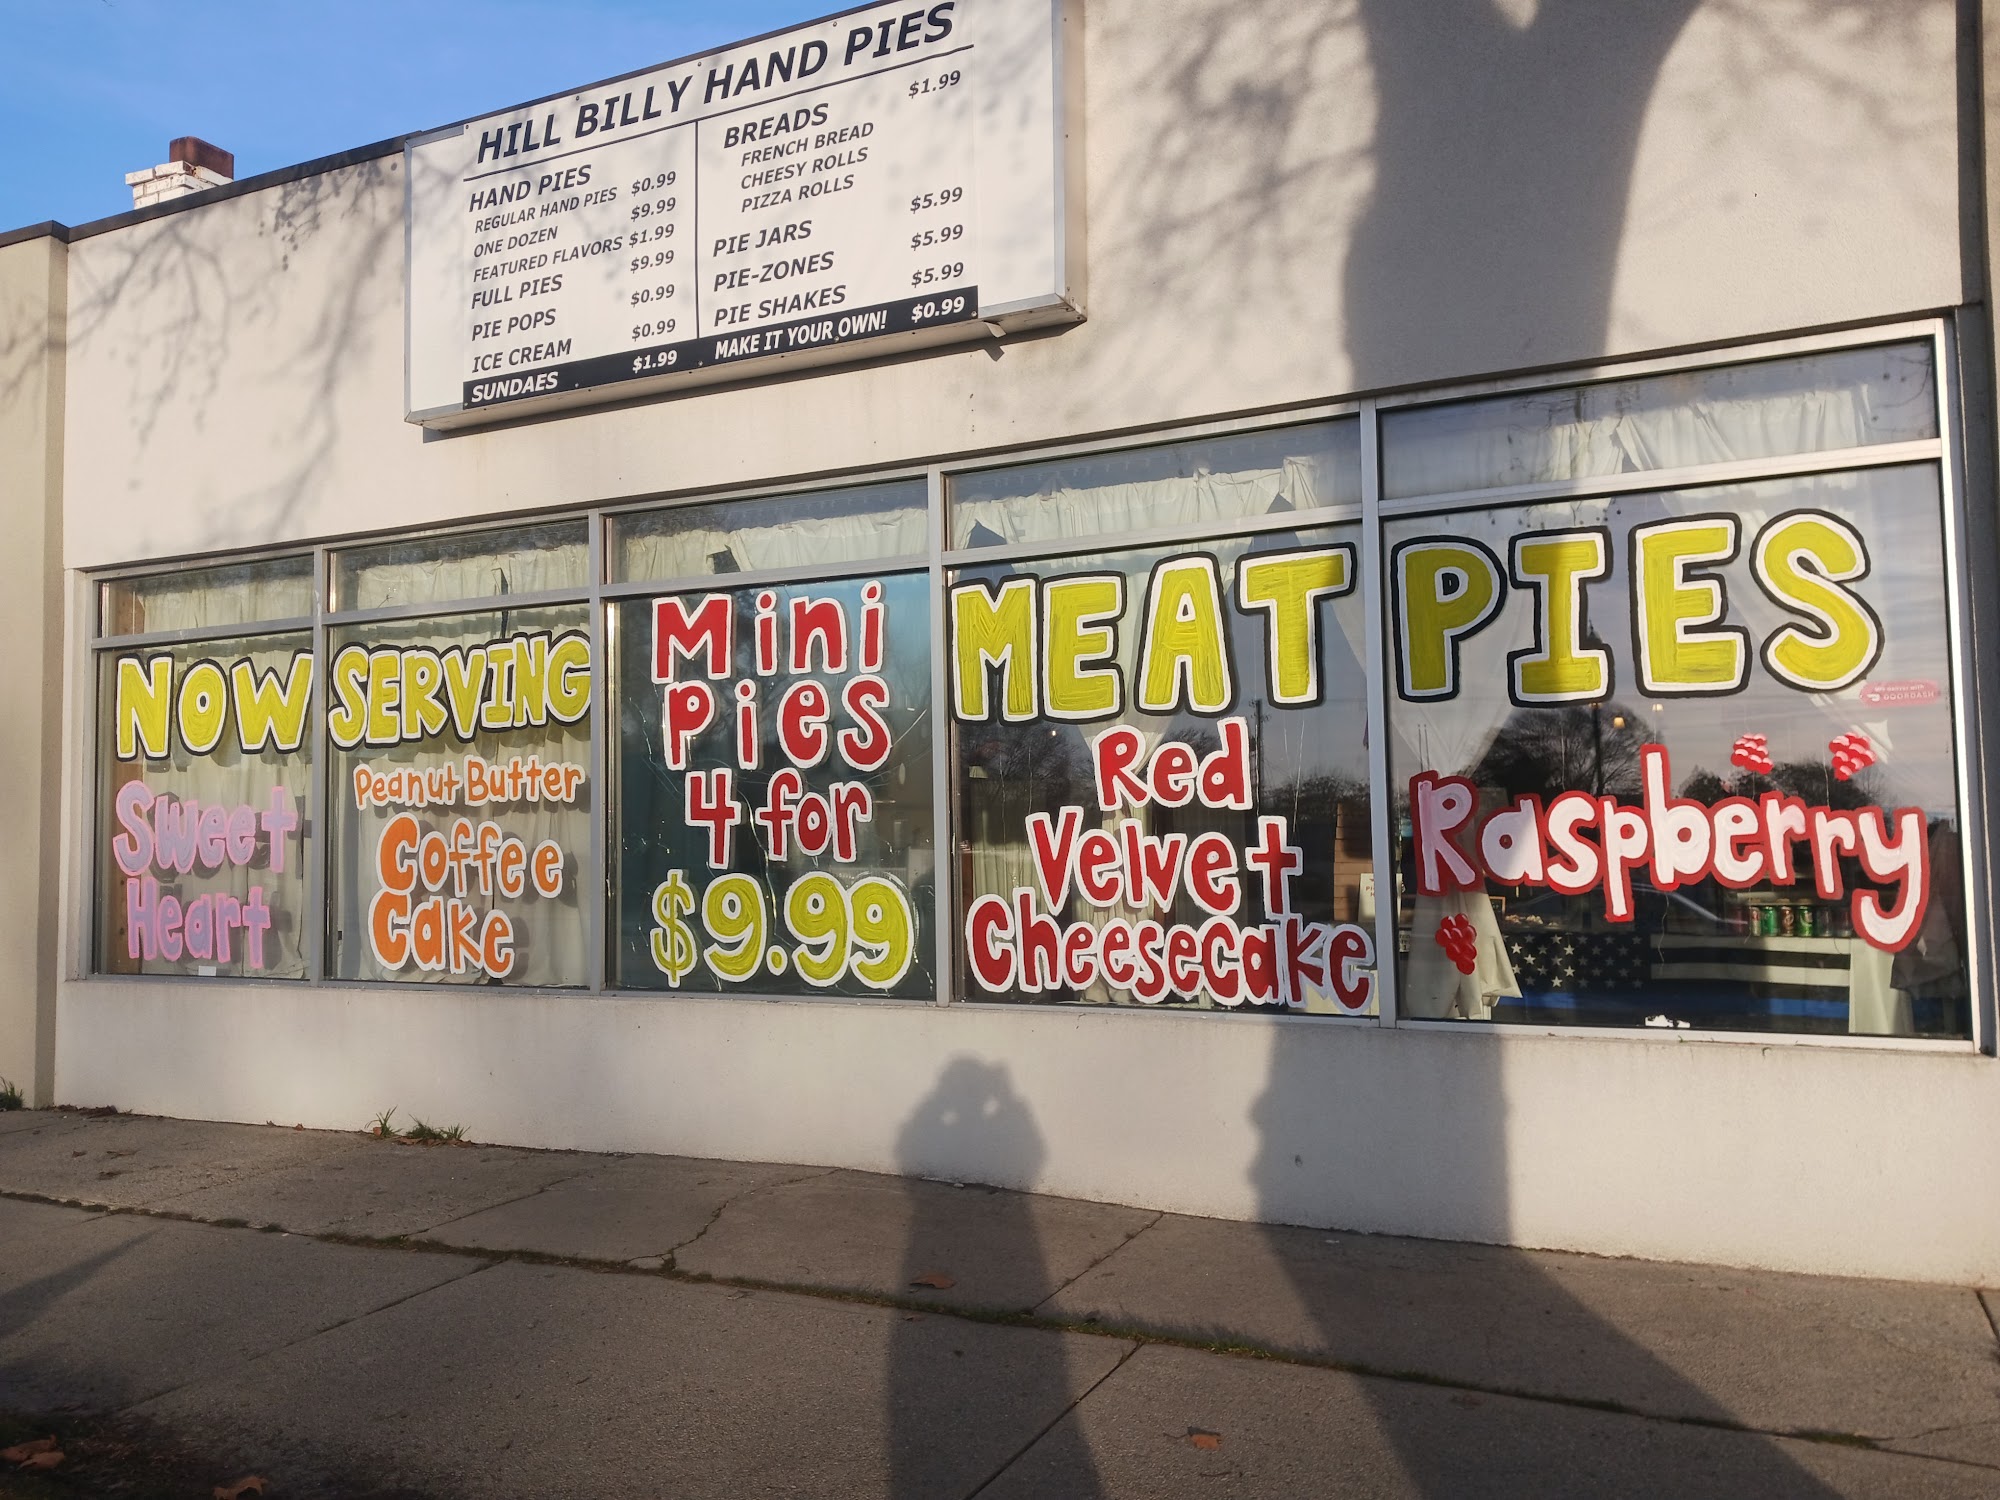 HILL BILLY HAND PIES
HAND PIES
REGULAR HAND PIES $0.99
ONE DOZEN $9.99
FEATURED FLAVORS $1.99
FULL PIES $9.99
PIE POPS $0.99
ICE CREAM $0.99
SUNDAES $1.99
BREADS $1.99
FRENCH BREAD
CHEESY ROLLS
PIZZA ROLLS
PIE JARS $5.99
PIE-ZONES $5.99
PIE SHAKES $5.99
MAKE IT YOUR OWN! $0.99
NOW SERVING
MEAT PIES
Sweet
Heart
Peanut Butter
Coffee
Cake
Mini
Pies
4 for
$9.99
Red
Velvet
Cheesecake
Raspberry
DOORDASH